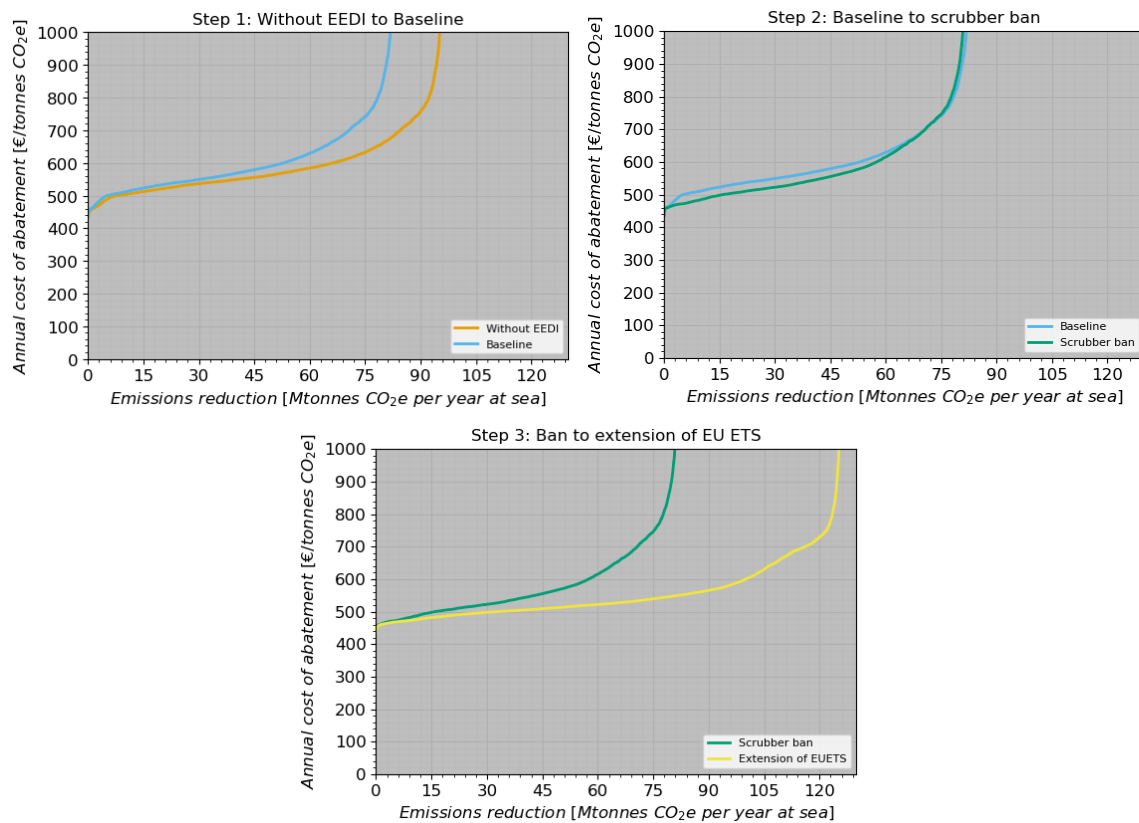 Step 1: Without EEDI to Baseline
Annual cost of abatement [€/tonnes CO₂e]
1000
900
800
700
600
500
400
300
200
100
0
Without EEDI
Baseline
0 15 30 45 60 75 90 105 120
Emissions reduction [Mtonnes CO₂e per year at sea]
Step 2: Baseline to scrubber ban
Annual cost of abatement [€/tonnes CO₂e]
1000
900
800
700
600
500
400
300
200
100
0
Baseline
Scrubber ban
0 15 30 45 60 75 90 105 120
Emissions reduction [Mtonnes CO₂e per year at sea]
Step 3: Ban to extension of EU ETS
Annual cost of abatement [€/tonnes CO₂e]
1000
900
800
700
600
500
400
300
200
100
0
Scrubber ban
Extension of EUETS
0 15 30 45 60 75 90 105 120
Emissions reduction [Mtonnes CO₂e per year at sea]